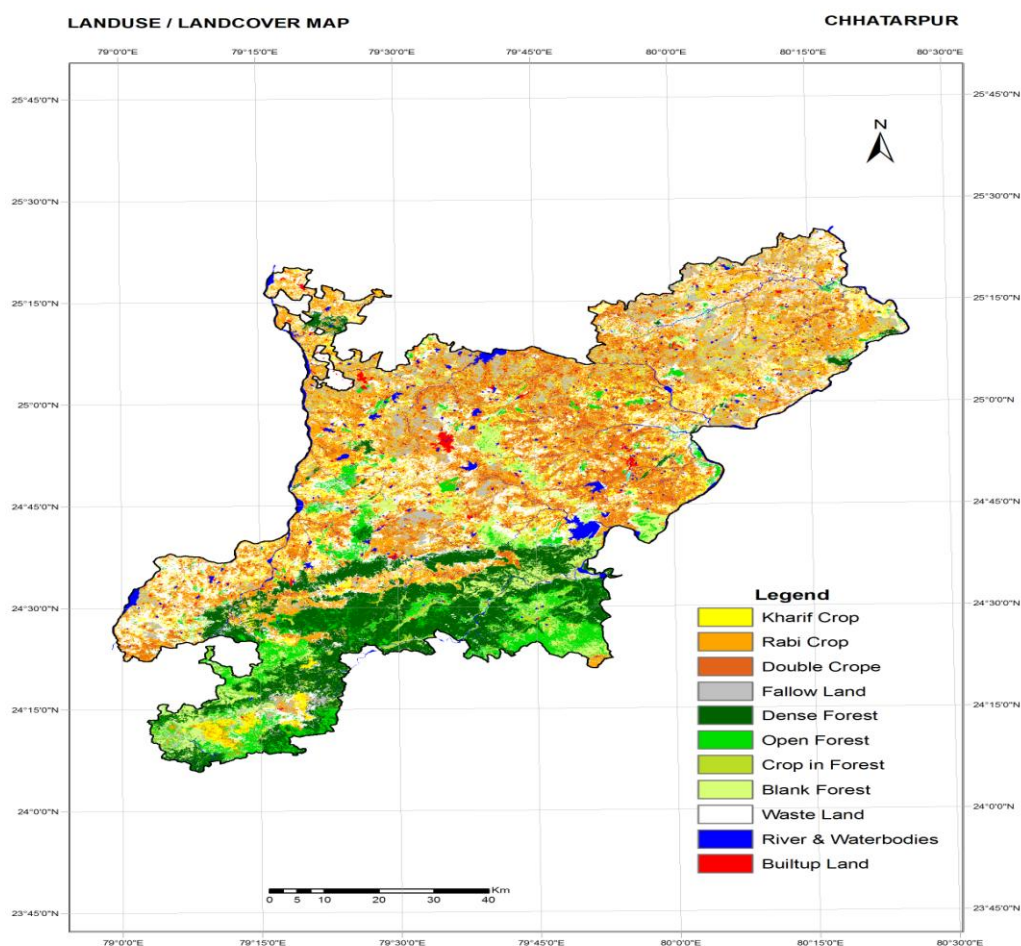 LANDUSE / LANDCOVER MAP
CHHATARPUR
79°0'0"E 79°15'0"E 79°30'0"E 79°45'0"E 80°0'0"E 80°15'0"E 80°30'0"E
25°45'0"N 25°45'0"N
N
25°30'0"N 25°30'0"N
25°15'0"N 25°15'0"N
25°0'0"N 25°0'0"N
24°45'0"N 24°45'0"N
24°30'0"N 24°30'0"N
Legend
Kharif Crop
Rabi Crop
Double Crope
Fallow Land
Dense Forest
Open Forest
Crop in Forest
Blank Forest
Waste Land
River & Waterbodies
Builtup Land
24°15'0"N 24°15'0"N
24°0'0"N 24°0'0"N
Km
0 5 10 20 30 40
23°45'0"N 23°45'0"N
79°0'0"E 79°15'0"E 79°30'0"E 79°45'0"E 80°0'0"E 80°15'0"E 80°30'0"E